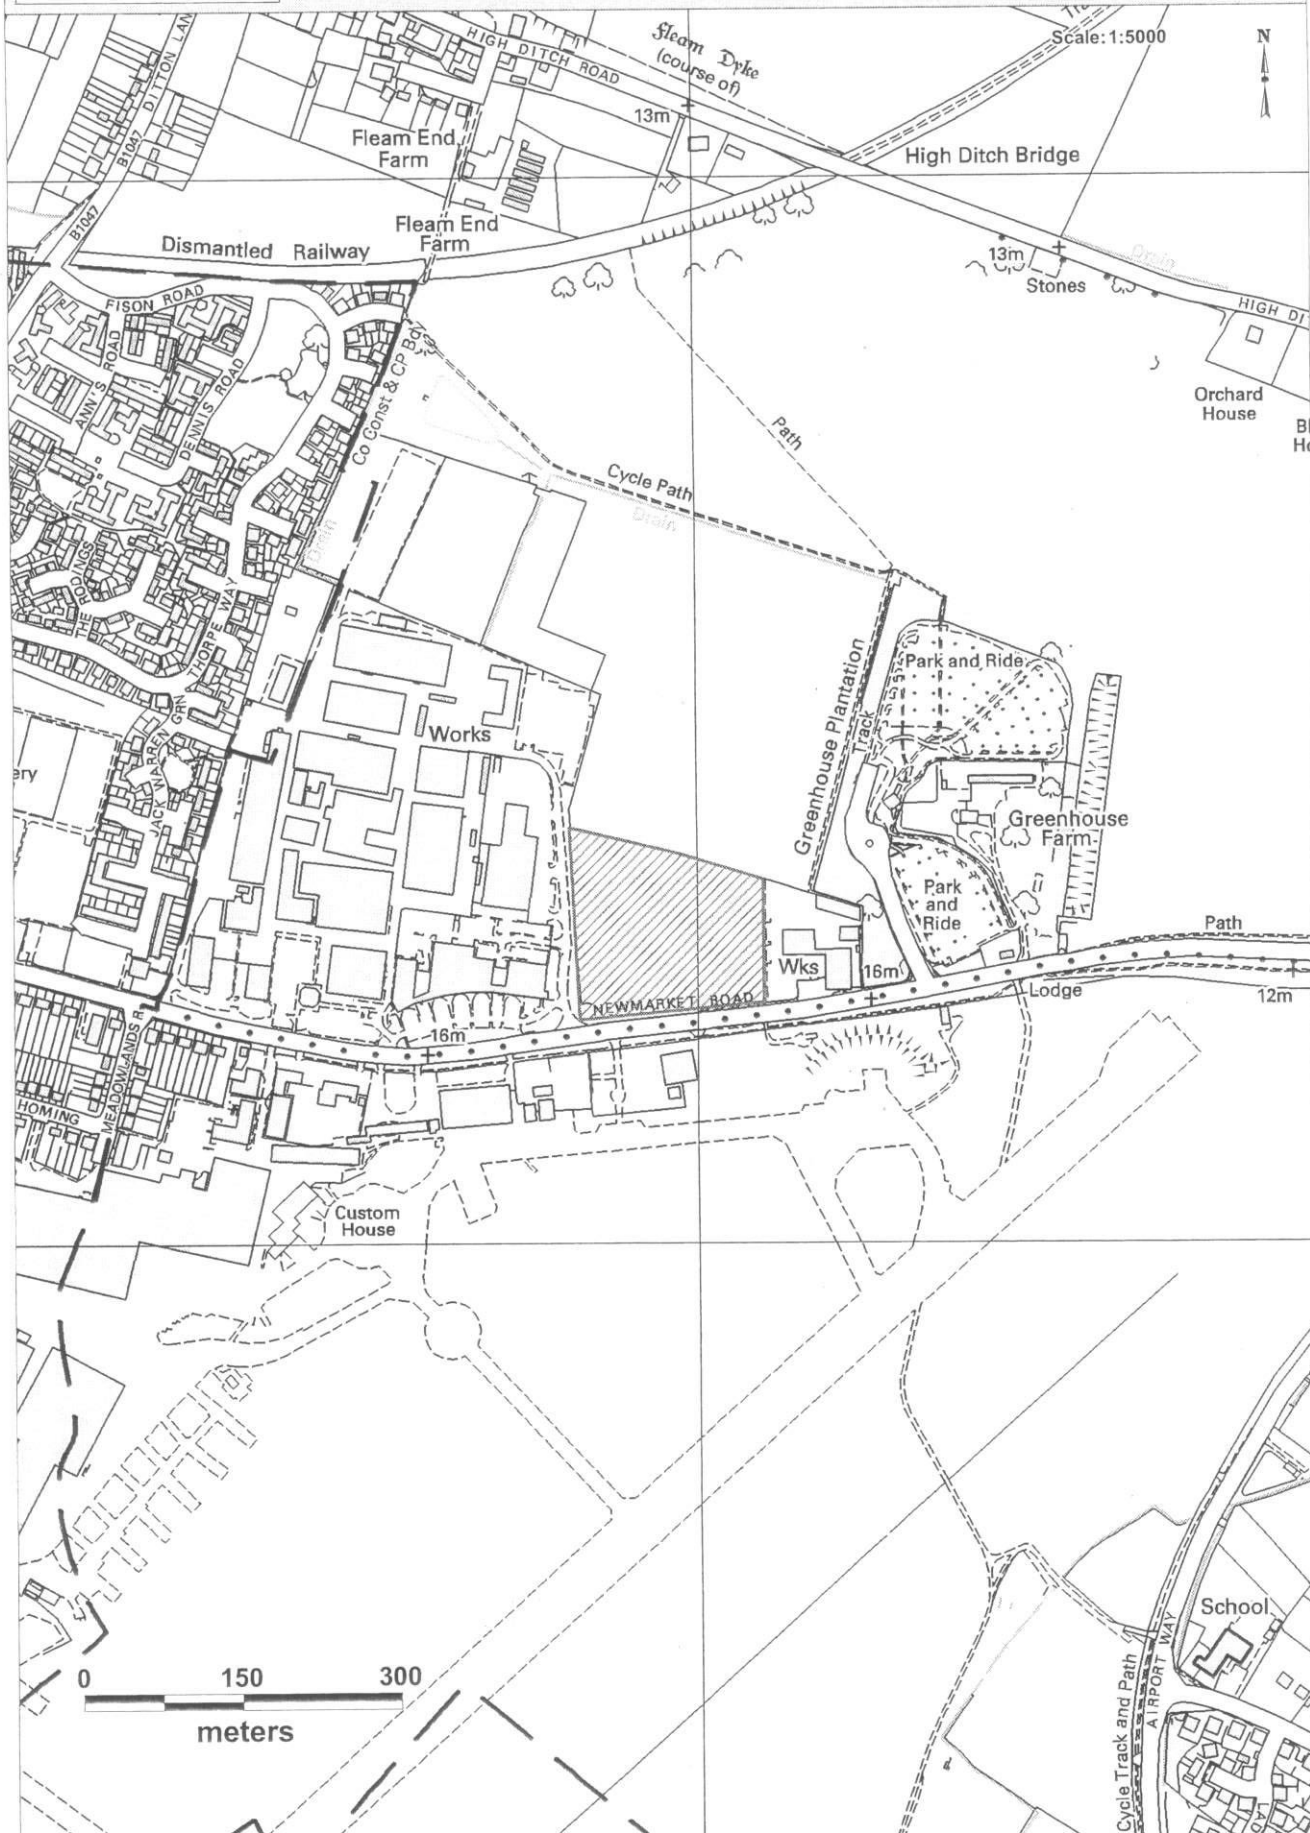 Scale: 1:5000
N
DITTON LAN
B1047
HIGH DITCH ROAD
Fleam Dyke
(course of)
13m
Fleam End
Farm
High Ditch Bridge
B1047
Fleam End
Farm
Dismantled Railway
13m
Drain
Stones
HIGH DI
FISON ROAD
ANN'S ROAD
DENNIS ROAD
Co Const & CP Bdy
Orchard
House
Path
Cycle Path
Drain
Drain
THE RODINGS
THORPE WAY
Greenhouse Plantation
Track
Park and Ride
JACK WARREN GRN
Works
ery
Greenhouse
Farm
Park
and
Ride
Path
Wks
16m
NEWMARKET ROAD
Lodge
12m
16m
MEADOWLANDS R
HOMING
Custom
House
School
Cycle Track and Path
AIRPORT WAY
0 150 300
meters